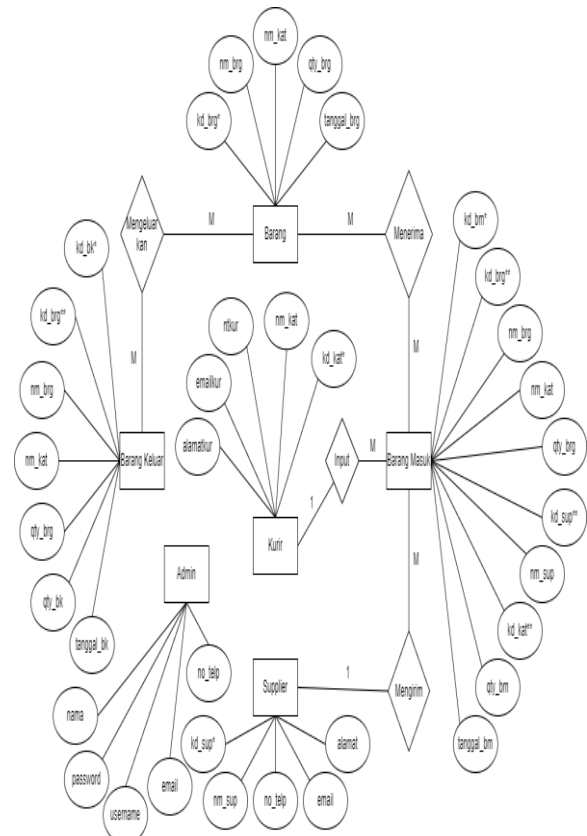 nm_kat
nm_brg
qty_brg
kd_brg*
tanggal_brg
Mengeluar
kan
M
Barang
M
Menerima
kd_bm*
kd_bk*
kd_brg**
kd_brg**
nm_brg
nm_kat
ntkur
emailkur
kd_kat*
alamatkur
M
M
nm_brg
nm_kat
Barang Keluar
nm_kat
Input
M
Barang Masuk
qty_brg
1
kd_sup**
qty_brg
Kurir
nm_sup
Admin
M
qty_bk
kd_kat**
tanggal_bk
no_telp
Supplier
1
Mengirim
qty_bm
nama
kd_sup*
alamat
tanggal_bm
password
email
username
nm_sup
no_telp
email